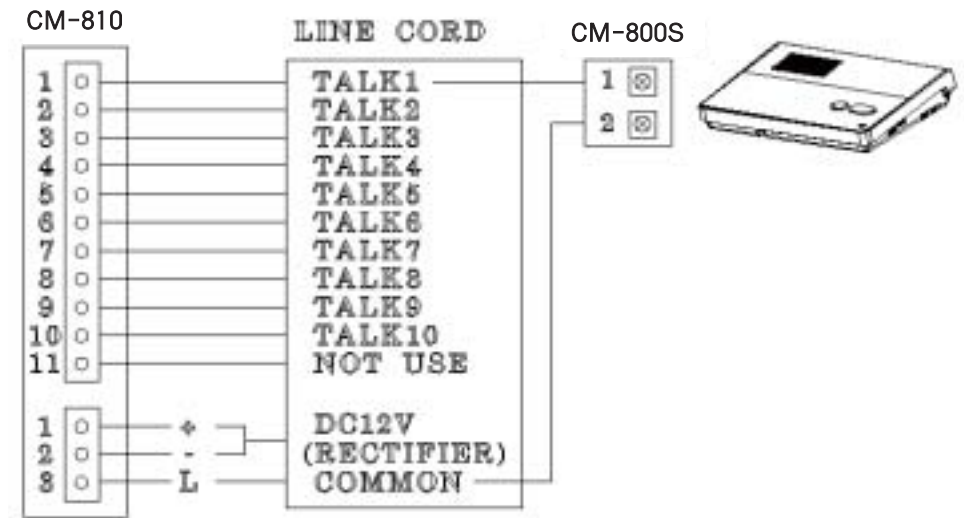 CM-810
LINE CORD
CM-800S
1 TALK1 1
2 TALK2 2
3 TALK3
4 TALK4
5 TALK5
6 TALK6
7 TALK7
8 TALK8
9 TALK9
10 TALK10
11 NOT USE
1 + DC12V
2 - (RECTIFIER)
3 L COMMON